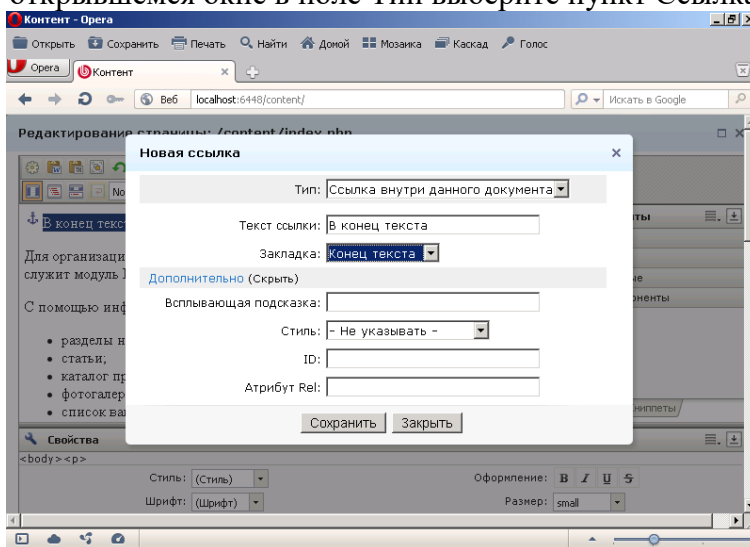 открывшемся окне в поле Тип выберите пункт Ссылка
Контент - Opera
Открыть Сохранить Печать Найти Домой Мозаика Каскад Голос
Opera Контент
Веб localhost:6448/content/ Искать в Google
Редактирование страницы: /content/index.php
Новая ссылка
Тип: Ссылка внутри данного документа
В конец текст
Текст ссылки: В конец текста
Для организаци
Закладка: Конец текста
служит модуль
Дополнительно (Скрыть)
С помощью инф
Всплывающая подсказка:
Стиль: - Не указывать -
разделы н
статьи;
ID:
каталог пр
фотогалер
Атрибут Rel:
список ва
Сохранить Закрыть
ниппеты
Свойства
<body><p>
Стиль: (Стиль) Оформление: B I U S
Шрифт: (Шрифт) Размер: small